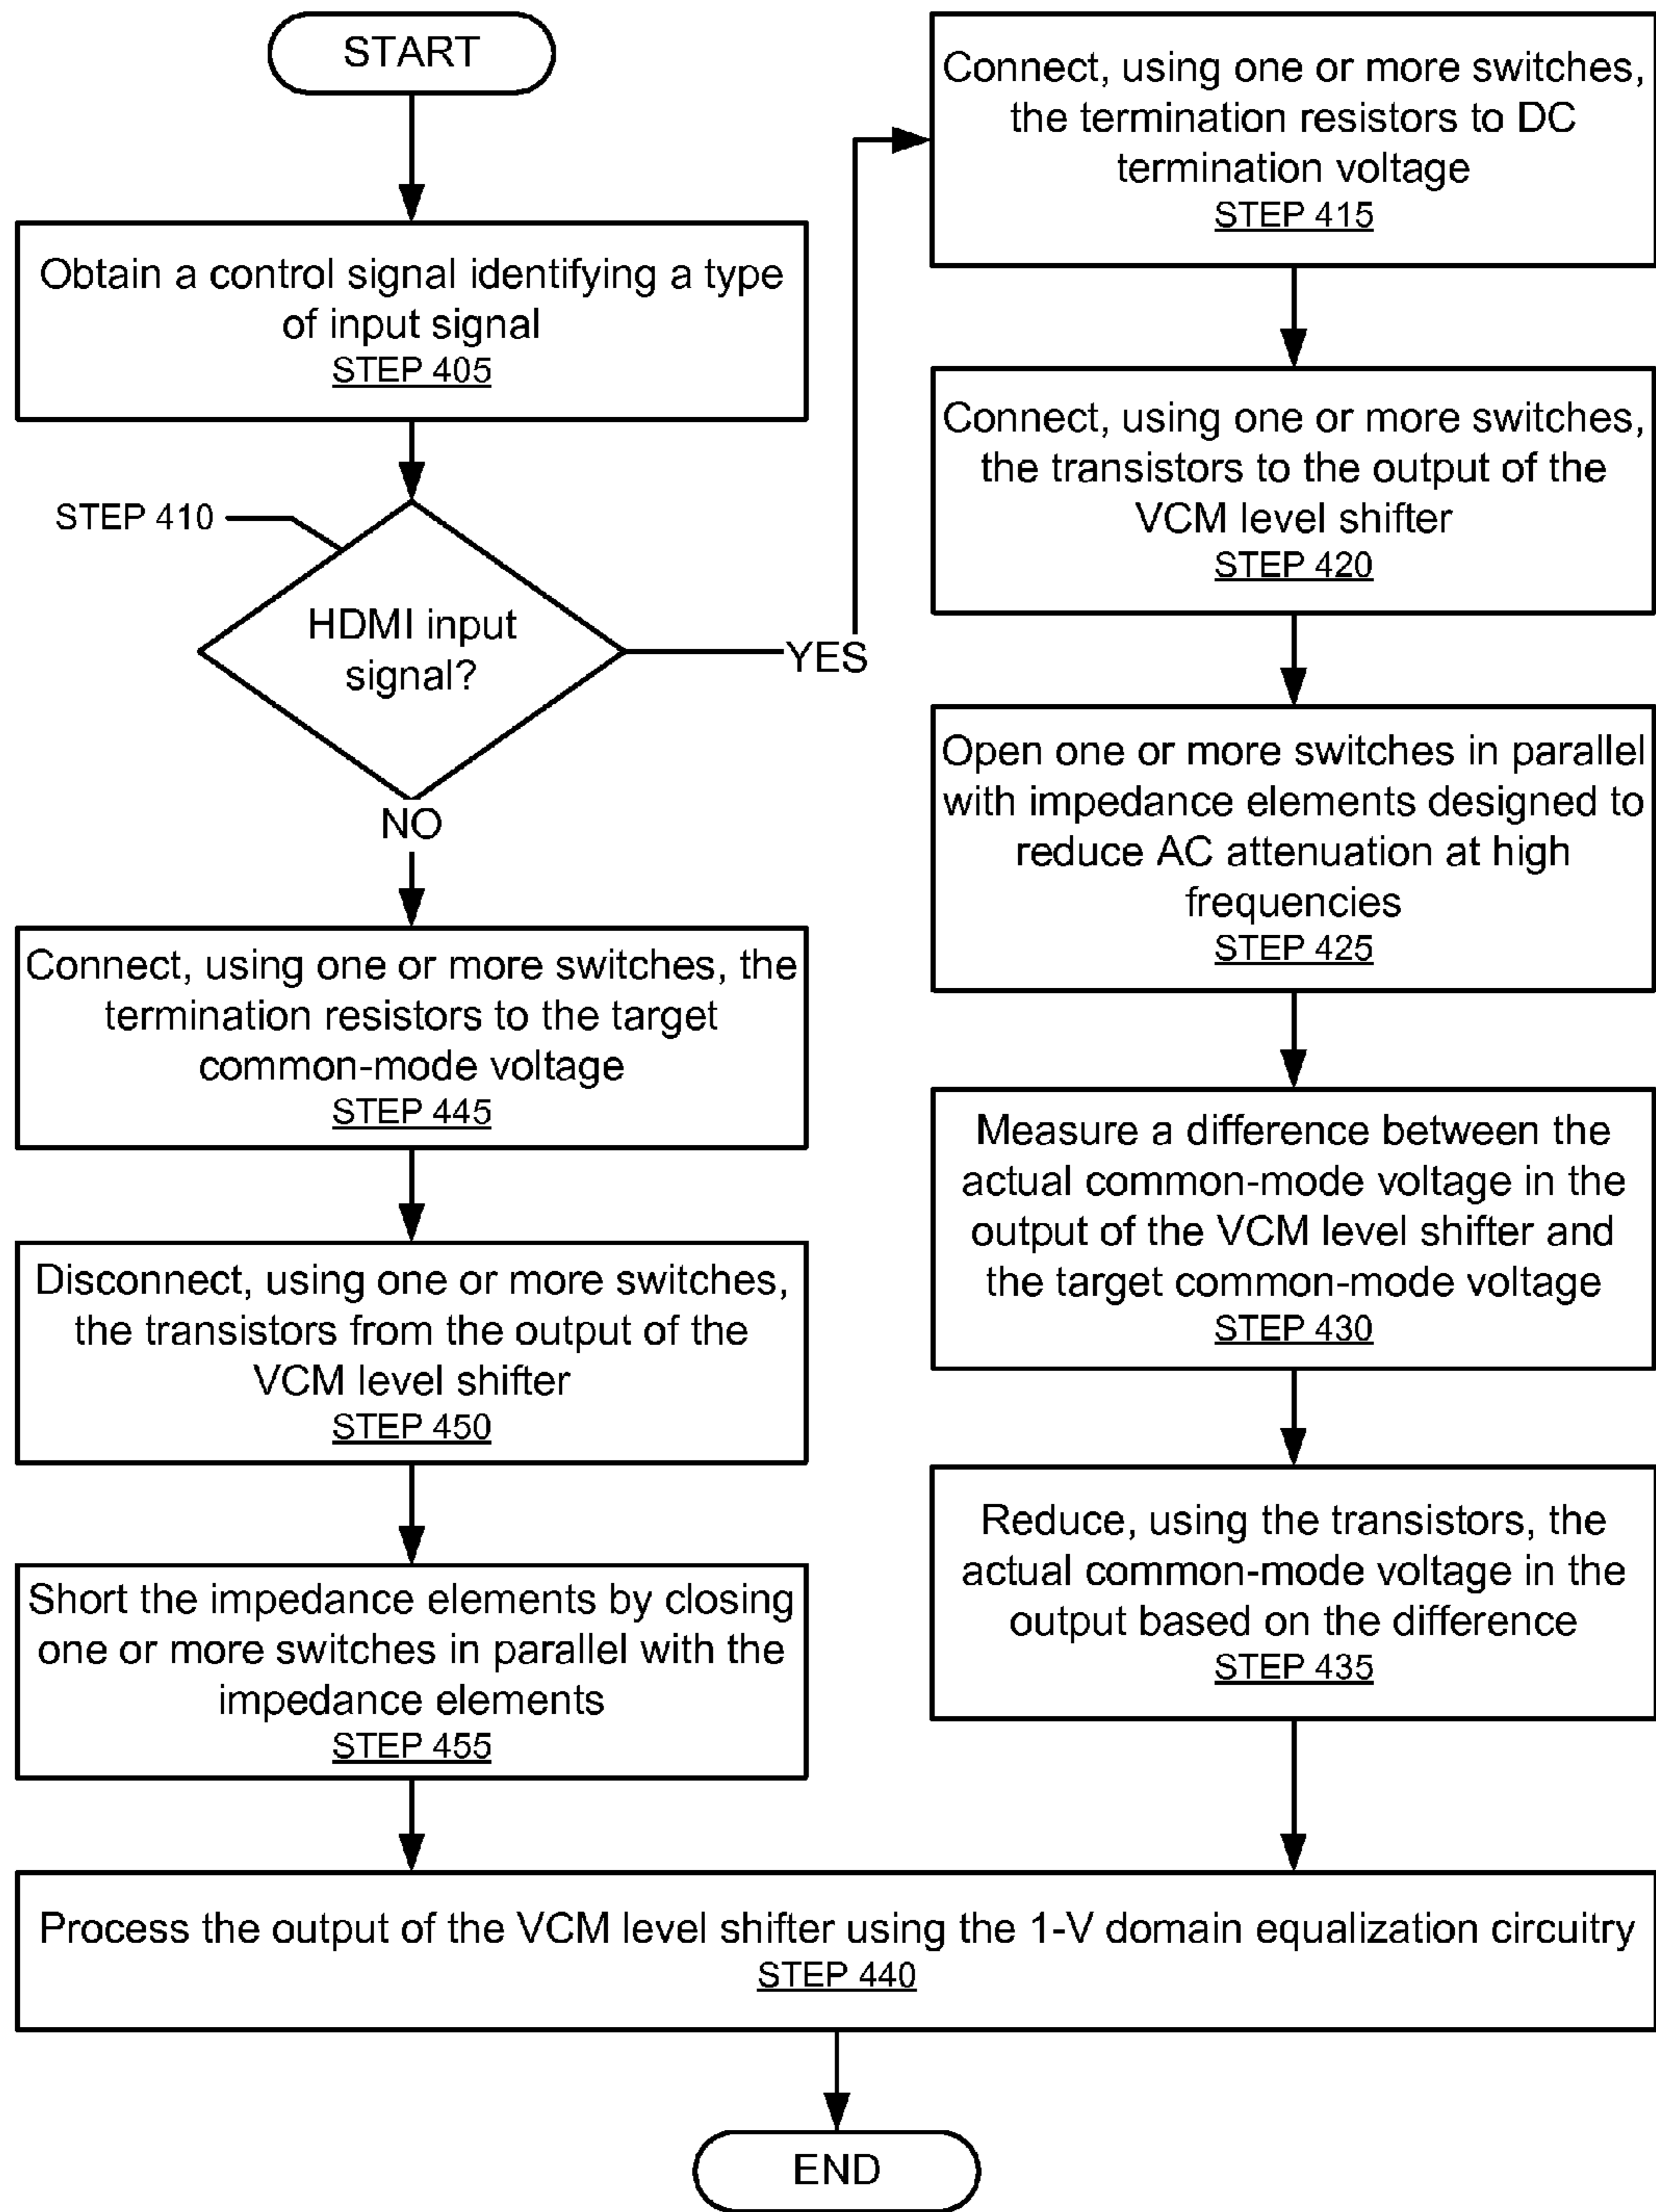 START
Obtain a control signal identifying a type
of input signal
STEP 405
STEP 410
HDMI input
signal?
YES
NO
Connect, using one or more switches,
the termination resistors to DC
termination voltage
STEP 415
Connect, using one or more switches,
the transistors to the output of the
VCM level shifter
STEP 420
Open one or more switches in parallel
with impedance elements designed to
reduce AC attenuation at high
frequencies
STEP 425
Measure a difference between the
actual common-mode voltage in the
output of the VCM level shifter and
the target common-mode voltage
STEP 430
Reduce, using the transistors, the
actual common-mode voltage in the
output based on the difference
STEP 435
Connect, using one or more switches, the
termination resistors to the target
common-mode voltage
STEP 445
Disconnect, using one or more switches,
the transistors from the output of the
VCM level shifter
STEP 450
Short the impedance elements by closing
one or more switches in parallel with the
impedance elements
STEP 455
Process the output of the VCM level shifter using the 1-V domain equalization circuitry
STEP 440
END